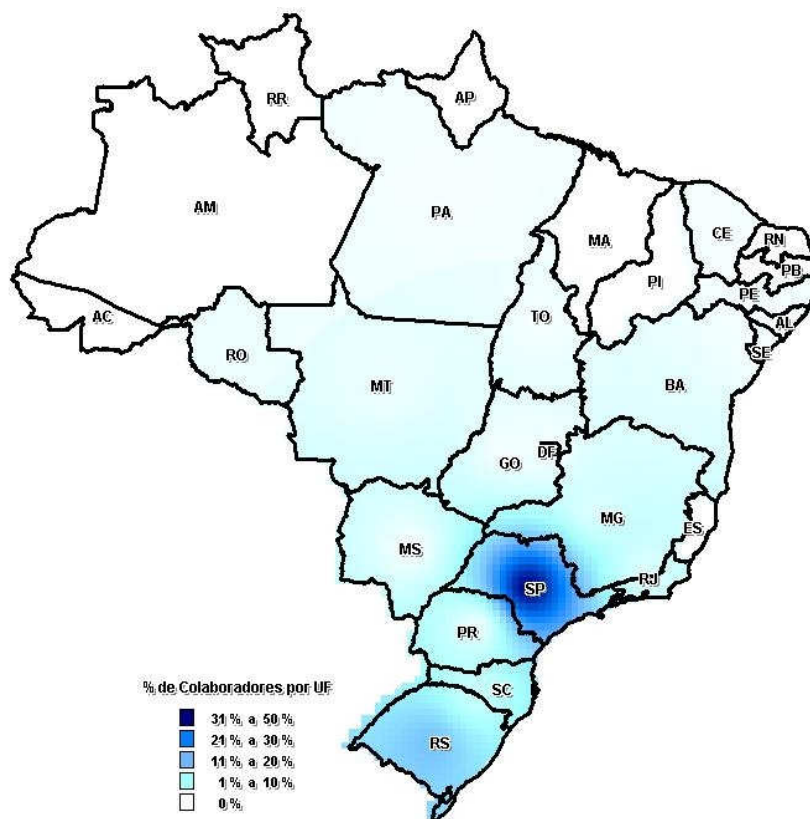 RR
AP
AM
PA
MA
CE
RN
PB
PI
PE
AL
SE
AC
RO
TO
MT
BA
GO
DF
MG
ES
MS
SP
RJ
PR
SC
RS
% de Colaboradores por UF
31 % a 50 %
21 % a 30 %
11 % a 20 %
1 % a 10 %
0 %